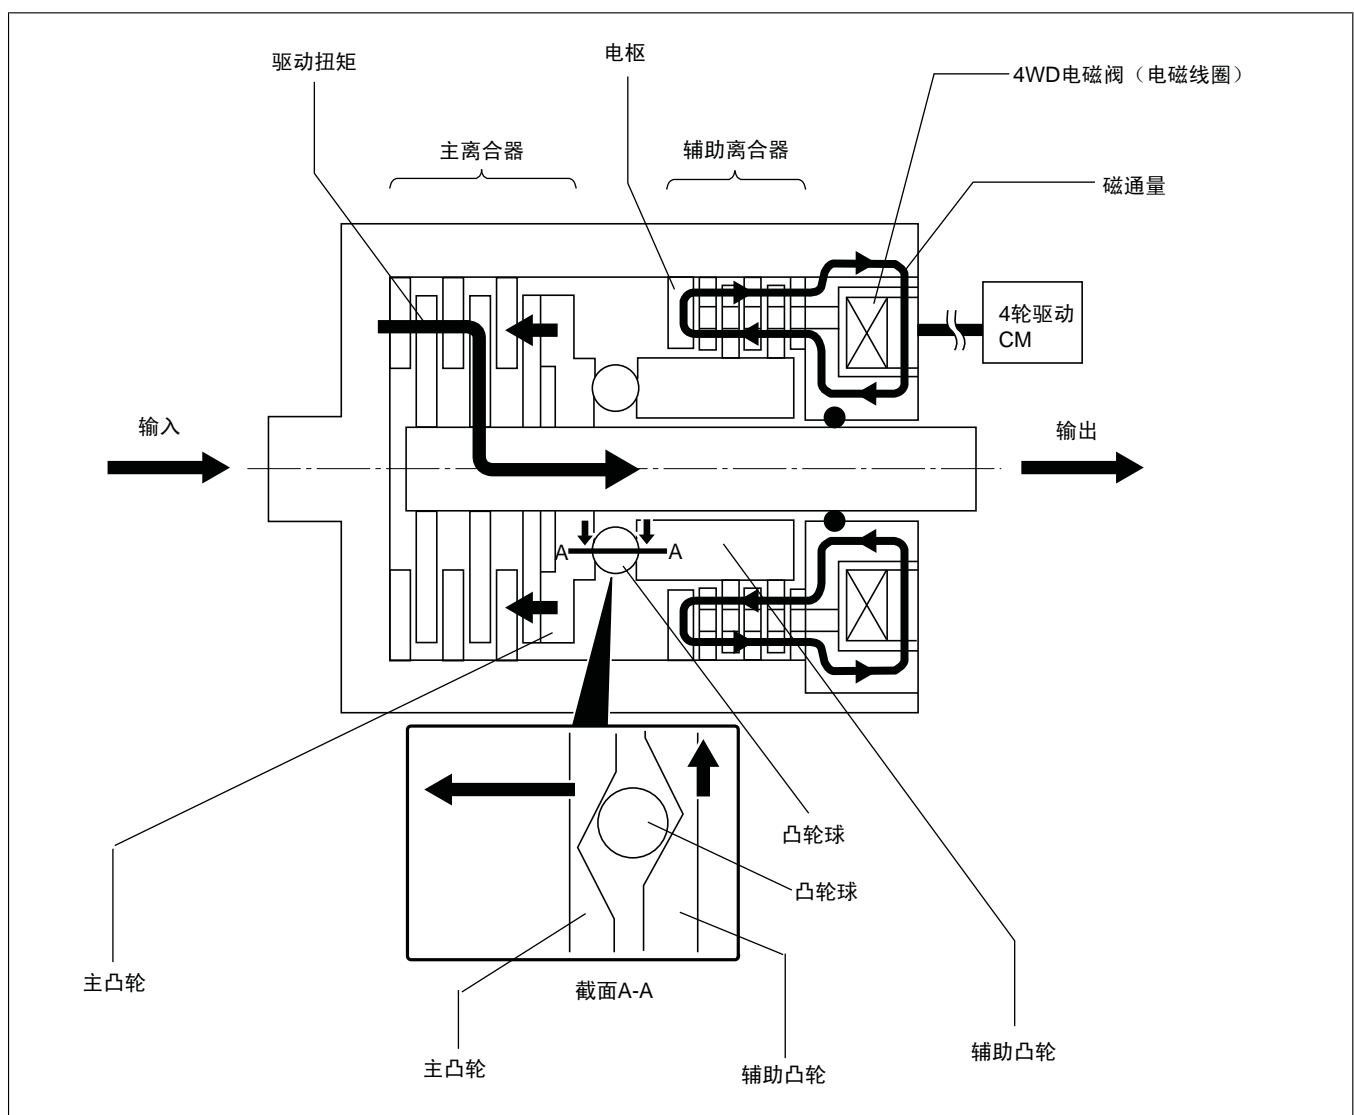 驱动扭矩
电枢
4WD电磁阀（电磁线圈）
主离合器
辅助离合器
磁通量
4轮驱动
CM
输入
输出
A
A
凸轮球
凸轮球
主凸轮
截面A-A
主凸轮
辅助凸轮
辅助凸轮